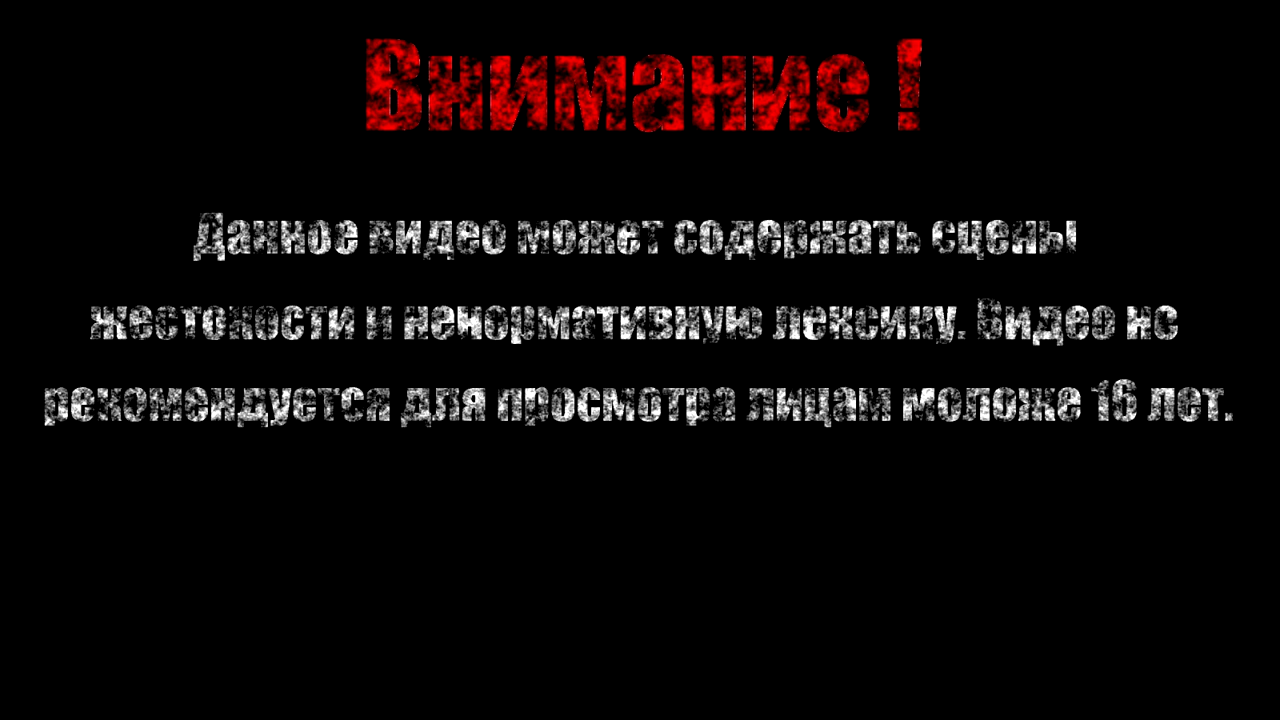 Внимание !
Данное видео может содержать сцены
жестокости и ненормативную лексику. Видео не
рекомендуется для просмотра лицам моложе 16 лет.